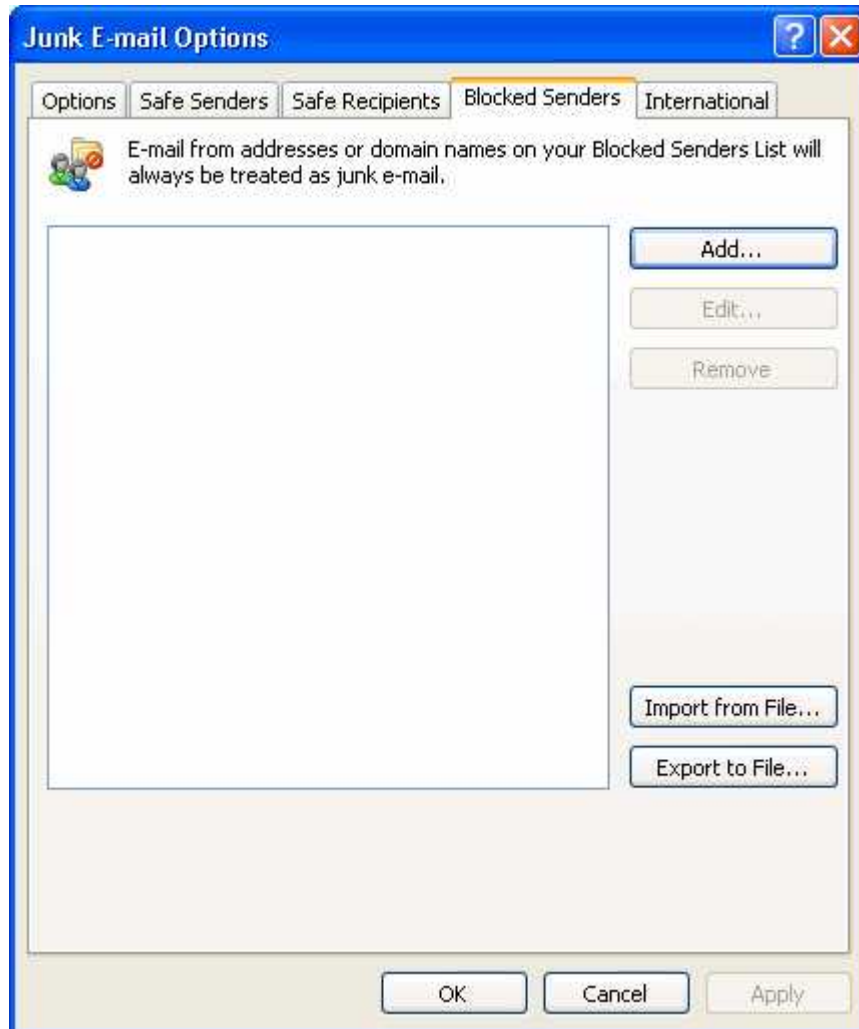 Junk E-mail Options
Options
Safe Senders
Safe Recipients
Blocked Senders
International
E-mail from addresses or domain names on your Blocked Senders List will
always be treated as junk e-mail.
Add...
Edit...
Remove
Import from File...
Export to File...
OK
Cancel
Apply